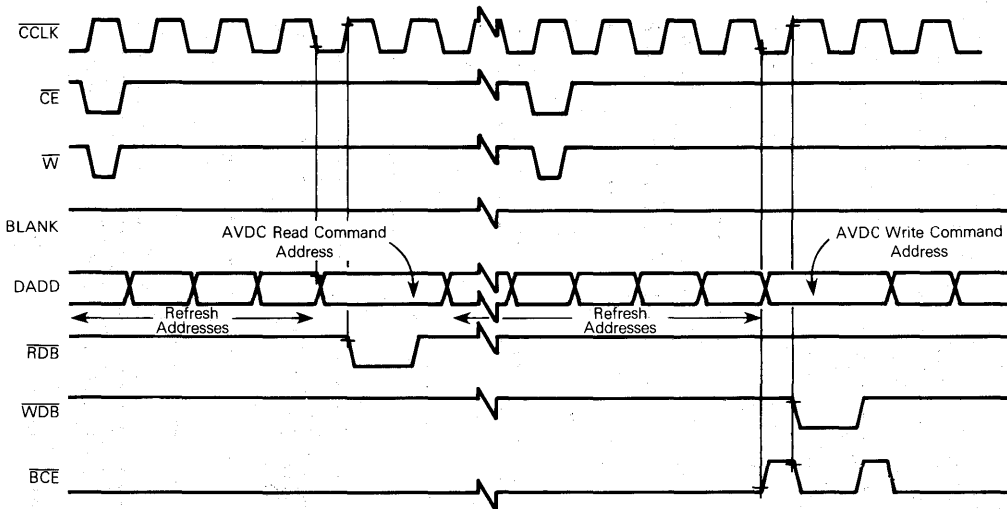 CCLK
CE
W
BLANK
AVDC Read Command
Address
AVDC Write Command
Address
DADD
Refresh
Addresses
Refresh
Addresses
RDB
WDB
BCE